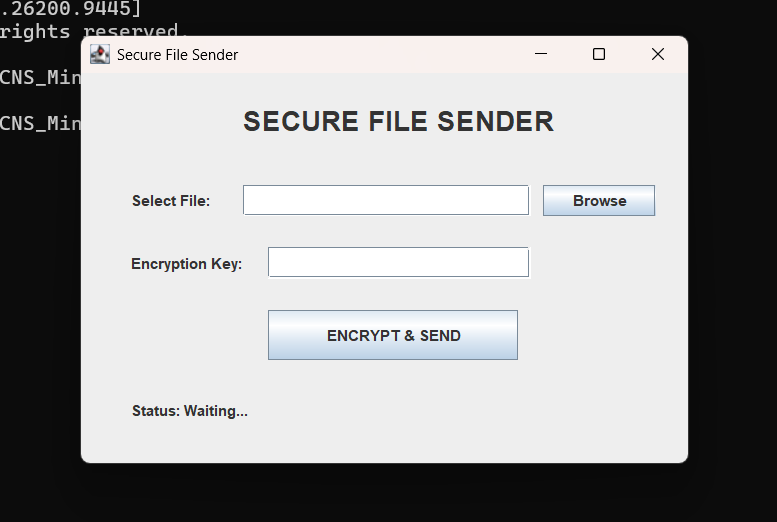 .26200.9445]
rights reserved.
Secure File Sender
CNS_Min
SECURE FILE SENDER
CNS_Min
Select File:
Browse
Encryption Key:
ENCRYPT & SEND
Status: Waiting...